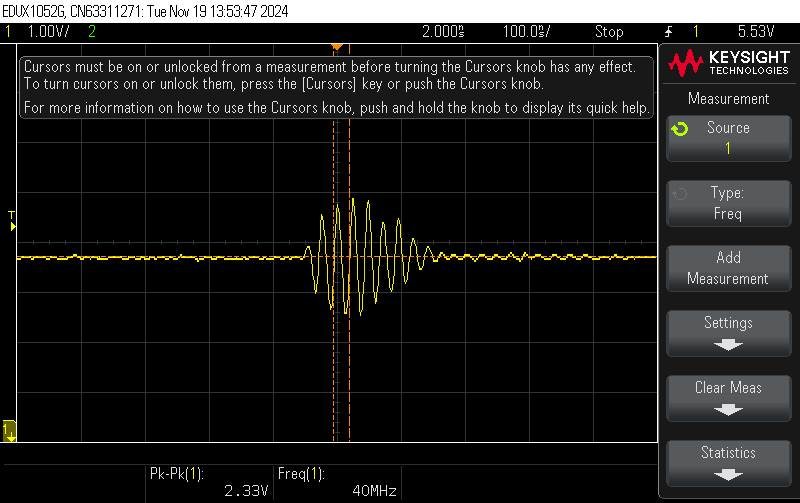 EDUX1052G, CN63311271: Tue Nov 19 13:53:47 2024
1 1.00V/ 2 2.000s 100.0s/ Stop 1 5.53V
Cursors must be on or unlocked from a measurement before turning the Cursors knob has any effect.
To turn cursors on or unlock them, press the [Cursors] key or push the Cursors knob.
For more information on how to use the Cursors knob, push and hold the knob to display its quick help.
KEYSIGHT
TECHNOLOGIES
Measurement
Source
1
Type:
Freq
Add
Measurement
Settings
Clear Meas
Statistics
T
1
Pk-Pk(1):
2.33V
Freq(1):
40MHz